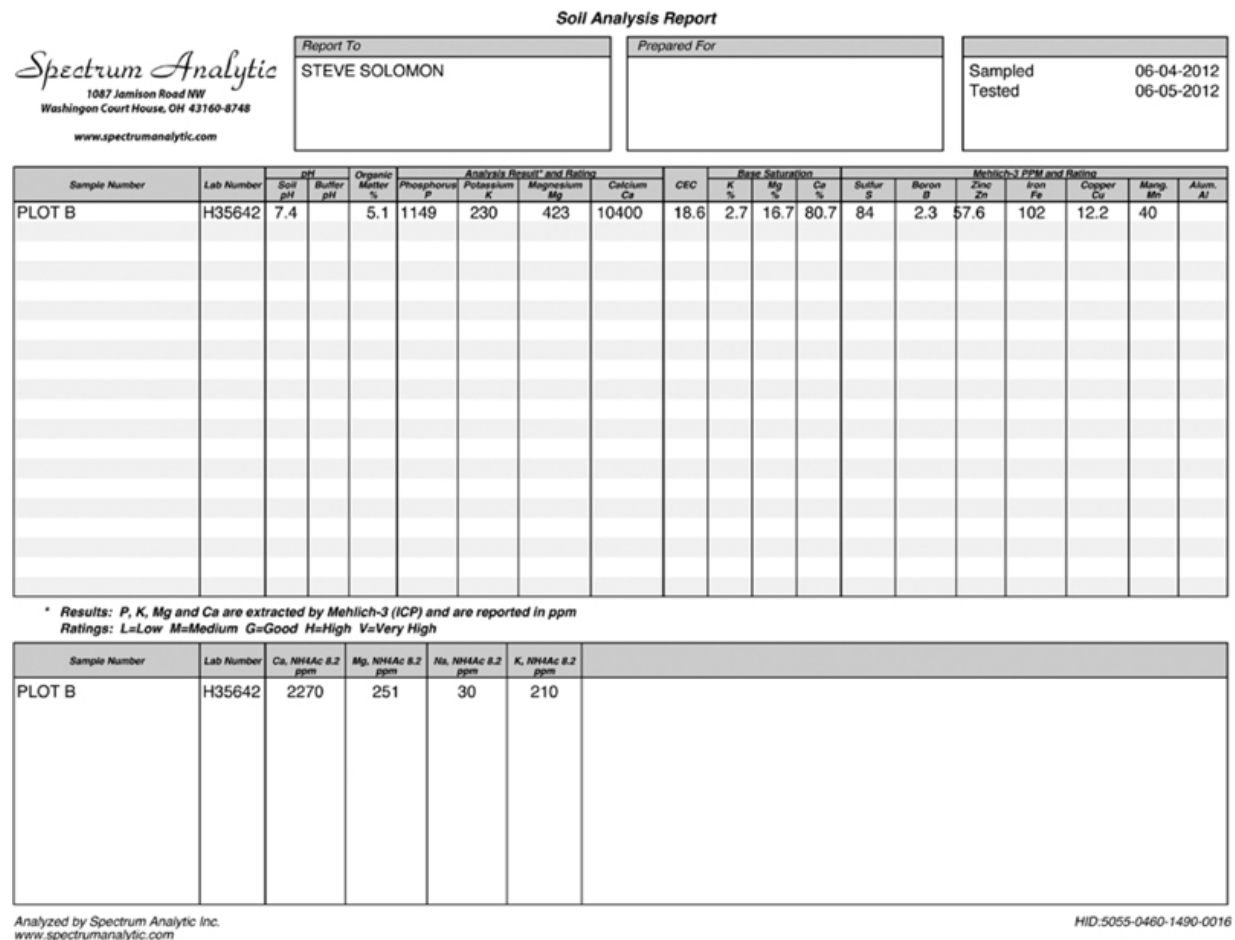 Soil Analysis Report
Spectrum Analytic
1087 Jamison Road NW
Washingon Court House, OH 43160-8748
www.spectrumanalytic.com
Report To
STEVE SOLOMON
Prepared For
Sampled 06-04-2012
Tested 06-05-2012
pH Analysis Result* and Rating Base Saturation Mehlich-3 PPM and Rating
Sample Number Lab Number Soil pH Buffer pH Organic Matter % Phosphorus P Potassium K Magnesium Mg Calcium Ca CEC K % Mg % Ca % Sulfur S Boron B Zinc Zn Iron Fe Copper Cu Mang. Mn Alum. Al
PLOT B H35642 7.4 5.1 1149 230 423 10400 18.6 2.7 16.7 80.7 84 2.3 57.6 102 12.2 40
* Results: P, K, Mg and Ca are extracted by Mehlich-3 (ICP) and are reported in ppm
Ratings: L=Low M=Medium G=Good H=High V=Very High
Sample Number Lab Number Ca, NH4Ac 8.2 ppm Mg, NH4Ac 8.2 ppm Na, NH4Ac 8.2 ppm K, NH4Ac 8.2 ppm
PLOT B H35642 2270 251 30 210
Analyzed by Spectrum Analytic Inc.
www.spectrumanalytic.com
HID:5055-0460-1490-0016